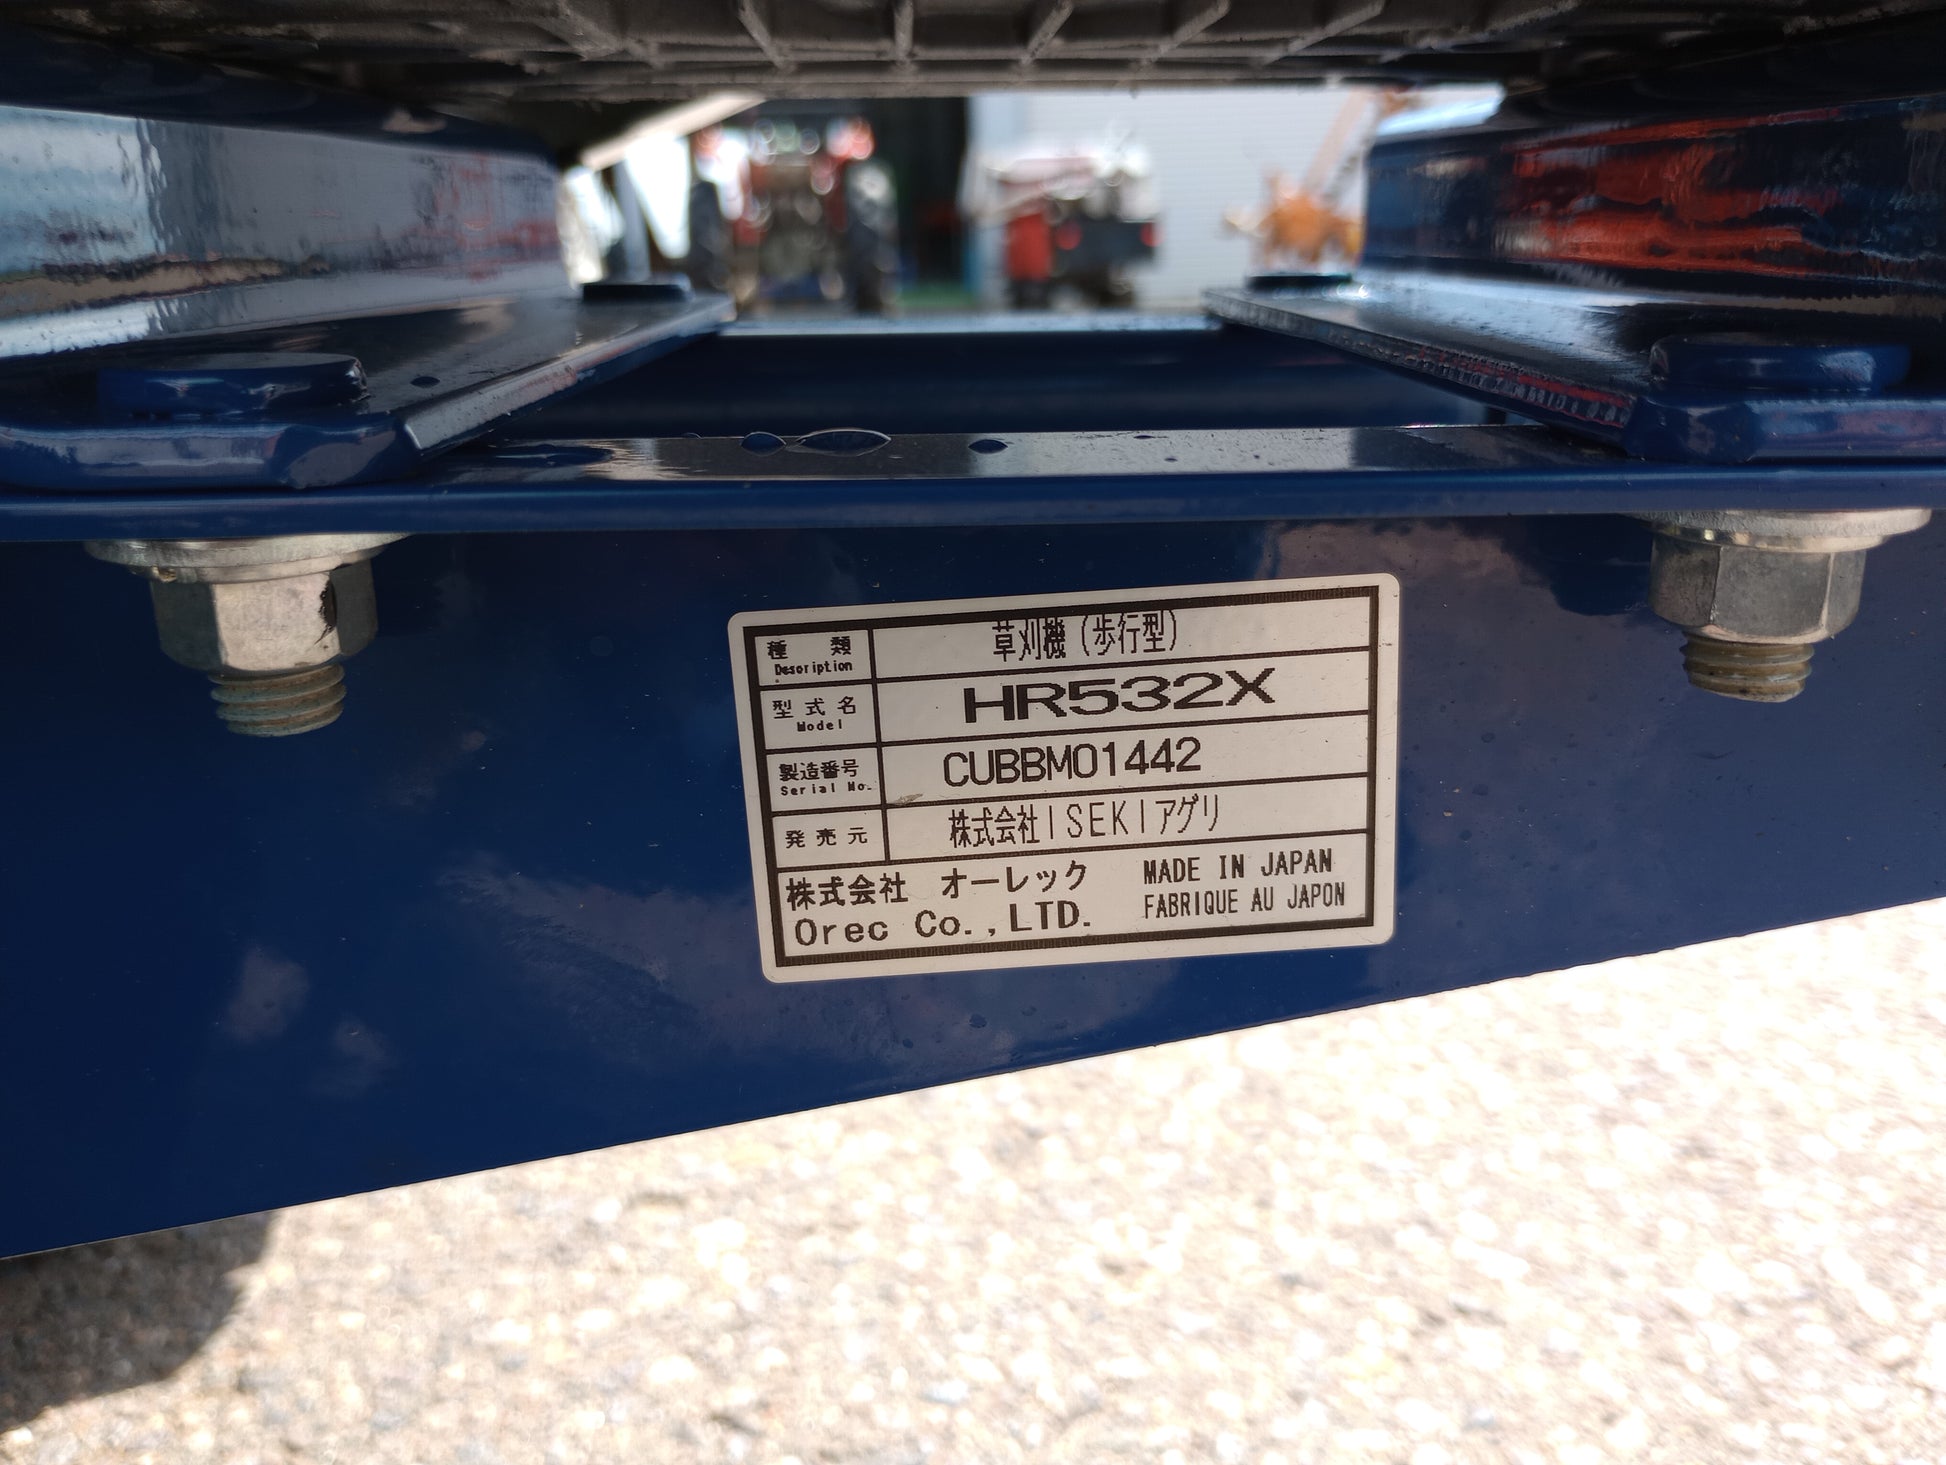 種類 草刈機(歩行型)
Description
型式名 HR532X
Model
製造番号 CUBBM01442
Serial No.
発売元 株式会社ISEKIアグリ
株式会社 オーレック MADE IN JAPAN
Orec Co.,LTD. FABRIQUE AU JAPON